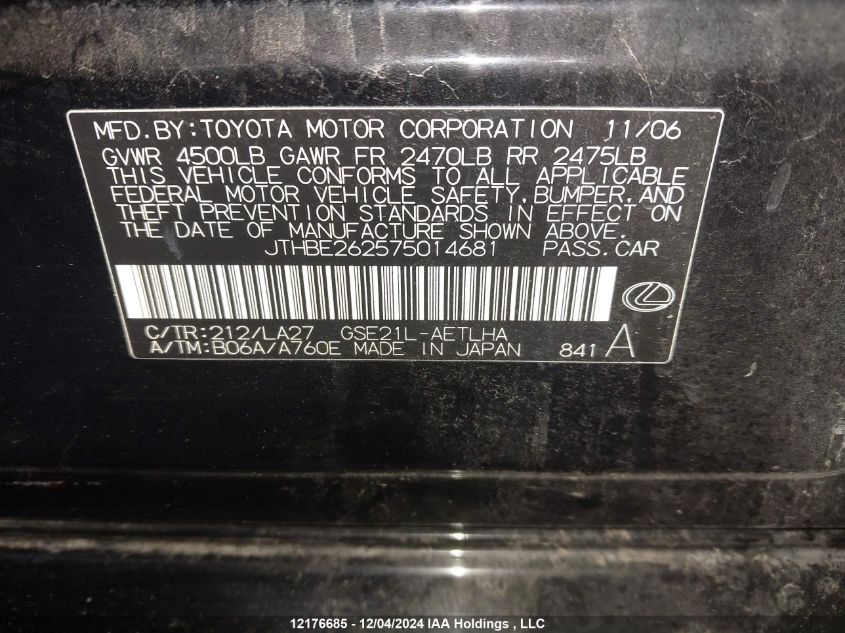 MFD.BY:TOYOTA MOTOR CORPORATION 11/06
GVWR 4500LB GAWR FR 2470LB RR 2475LB
THIS VEHICLE CONFORMS TO ALL APPLICABLE
FEDERAL MOTOR VEHICLE SAFETY,BUMPER,AND
THEFT PREVENTION STANDARDS IN EFFECT ON
THE DATE OF MANUFACTURE SHOWN ABOVE.
JTHBE262575014681 PASS.CAR
C/TR:212/LA27 GSE21L-AETLHA
A/TM:B06A/A760E MADE IN JAPAN 841 A
12176685 - 12/04/2024 IAA Holdings , LLC